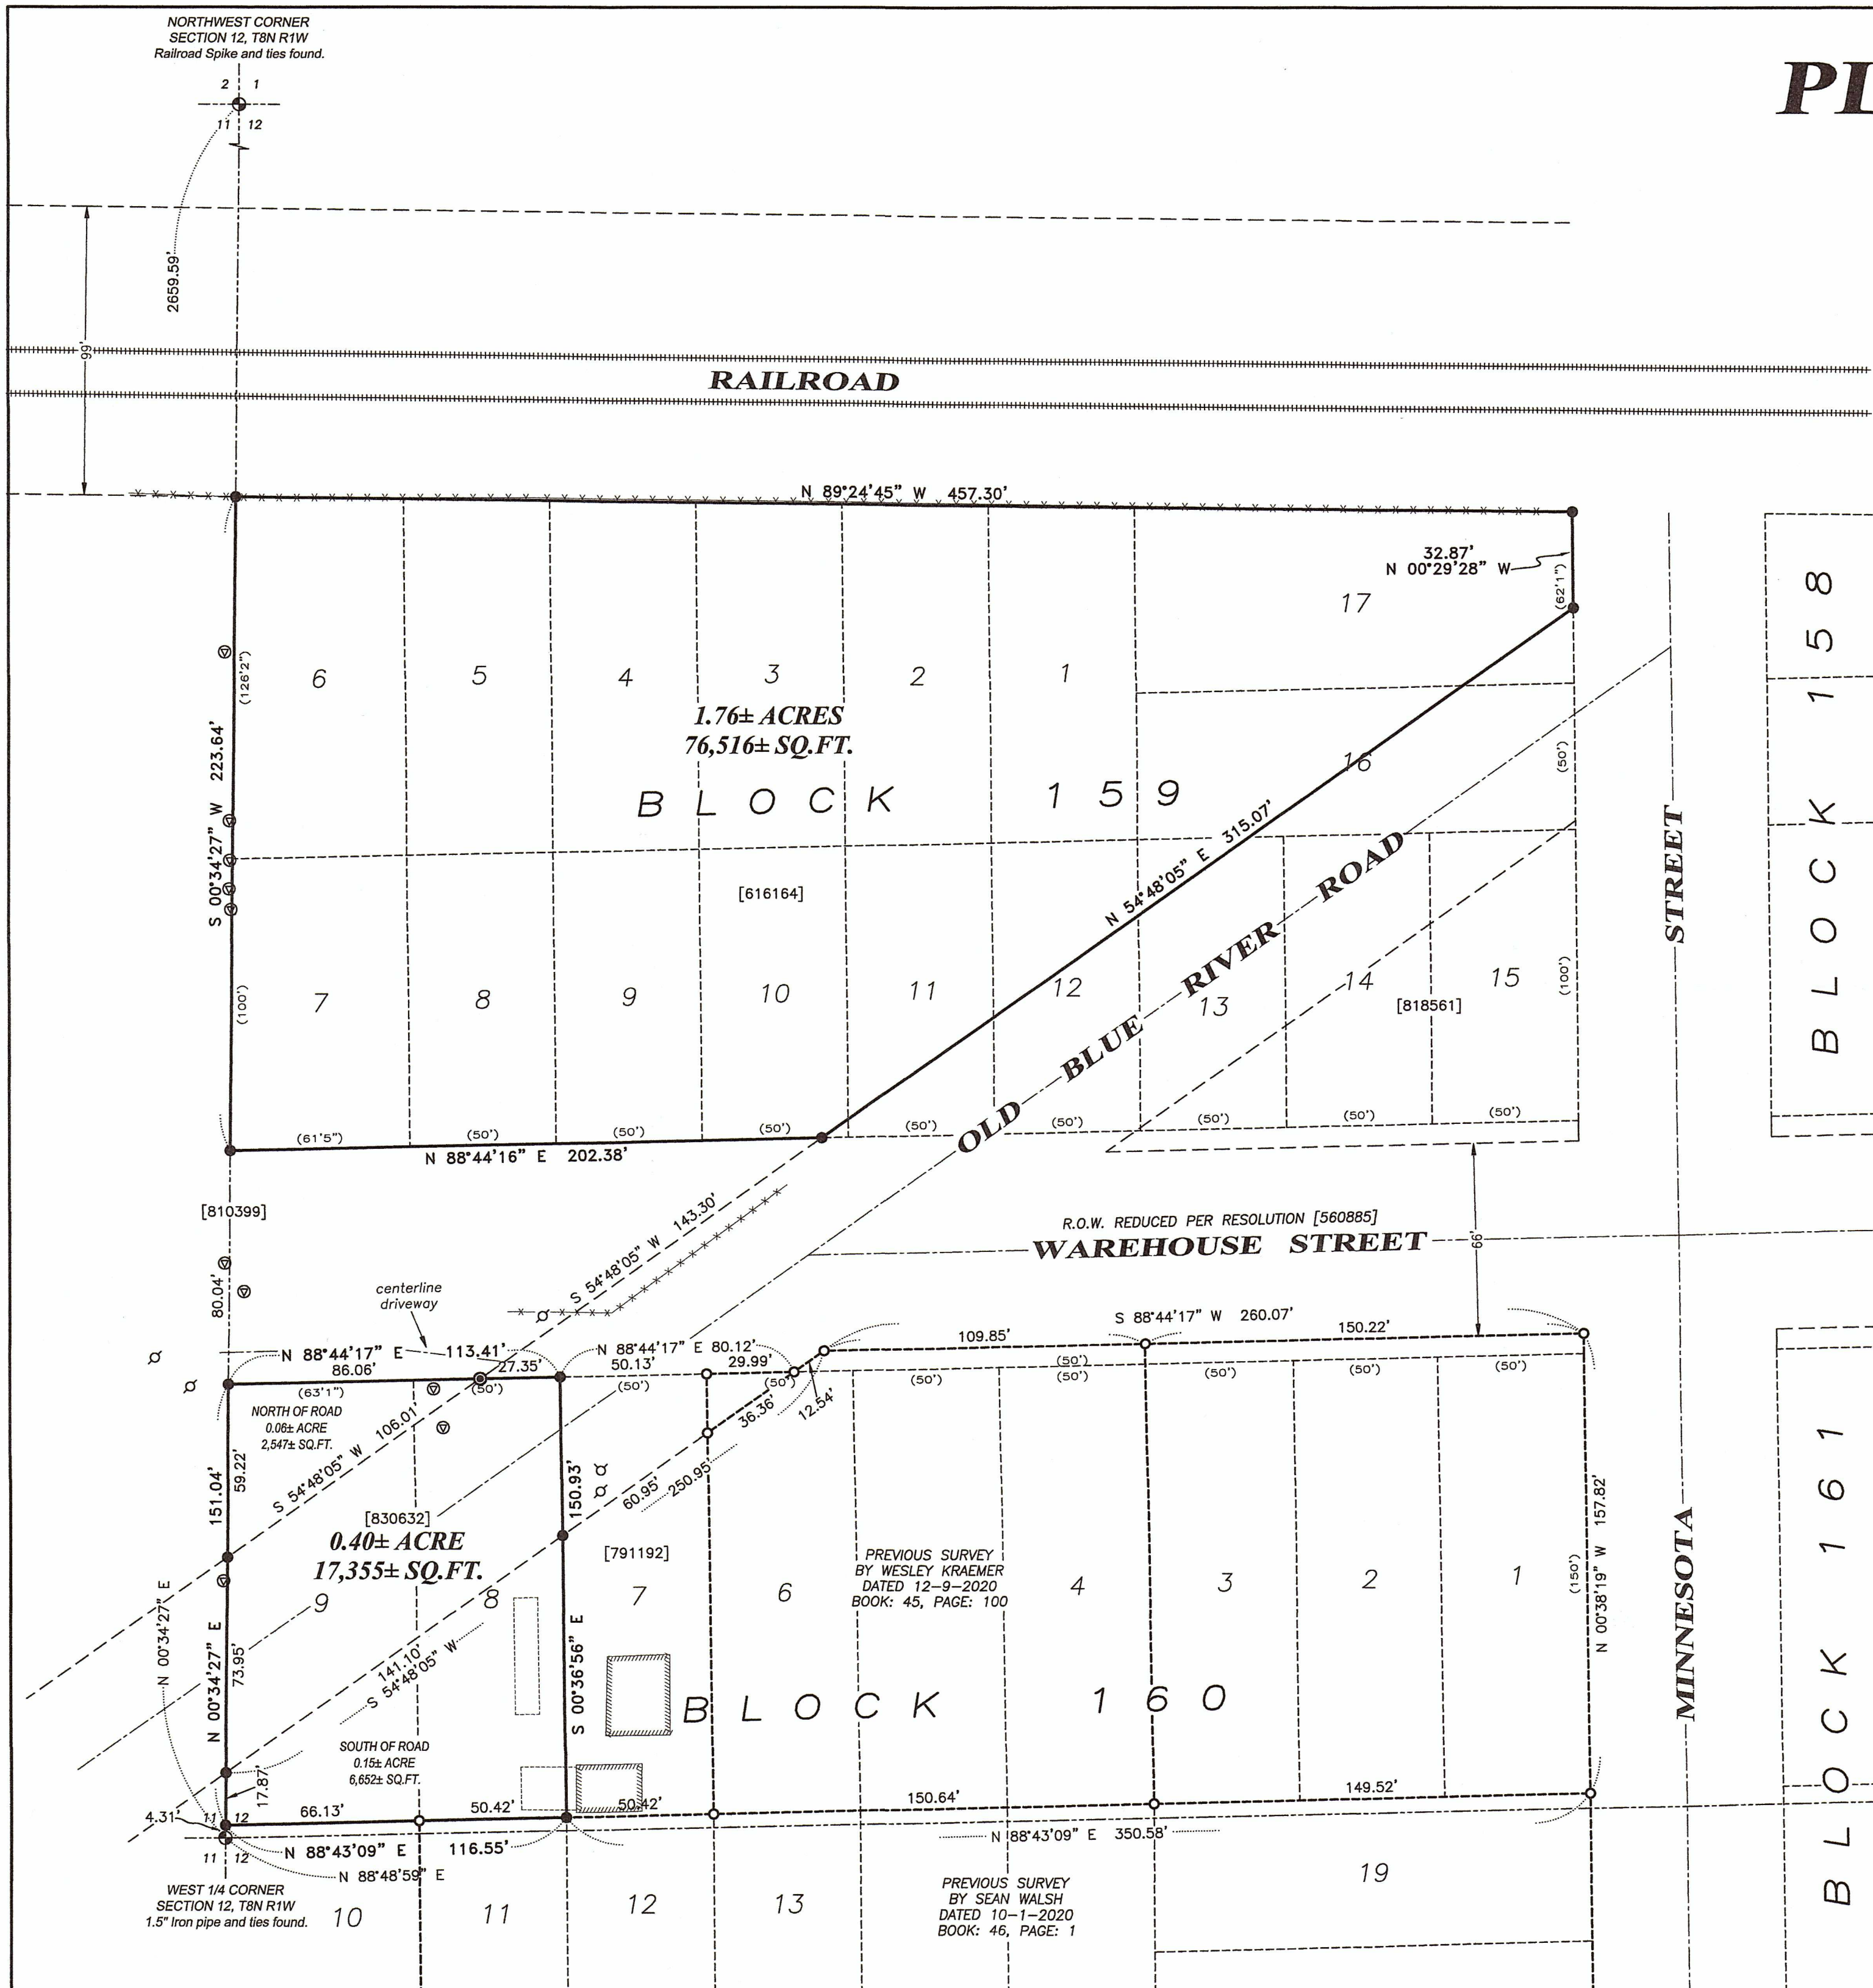 NORTHWEST CORNER
SECTION 12, T8N R1W
Railroad Spike and ties found.
2 1
11 12
PL
2659.59'
99'
RAILROAD
N 89°24'45" W 457.30'
32.87'
N 00°29'28" W
(62'1")
17
6
5
4
3
2
1
(126'2")
1.76± ACRES
76,516± SQ.FT.
S 00°34'27" W 223.64'
BLOCK 159
16
(50')
N 54°48'05" E 315.07'
[616164]
OLD BLUE RIVER ROAD
STREET
BLOCK 158
7
8
9
10
11
12
13
14
15
[818561]
(100')
(100')
(61'5")
(50')
(50')
(50')
(50')
(50')
(50')
(50')
(50')
N 88°44'16" E 202.38'
[810399]
S 54°48'05" W 143.30'
R.O.W. REDUCED PER RESOLUTION [560885]
WAREHOUSE STREET
66'
80.04'
centerline
driveway
S 88°44'17" W 260.07'
109.85'
150.22'
N 88°44'17" E 113.41'
N 88°44'17" E 80.12'
86.06'
27.35'
50.13'
29.99'
(63'1")
(50')
(50')
(50')
(50')
(50')
(50')
(50')
(50')
(50')
12.54'
36.36'
NORTH OF ROAD
0.06± ACRE
2,547± SQ.FT.
S 54°48'05" W 106.01'
151.04'
59.22'
150.93'
60.95'
250.95'
[830632]
0.40± ACRE
17,355± SQ.FT.
[791192]
PREVIOUS SURVEY
BY WESLEY KRAEMER
DATED 12-9-2020
BOOK: 45, PAGE: 100
9
8
7
6
4
3
2
1
(150')
N 00°38'19" W 157.82'
N 00°34'27" E
N 00°34'27" E
73.95'
141.10'
S 54°48'05" W
S 00°36'56" E
BLOCK 160
MINNESOTA
BLOCK 161
SOUTH OF ROAD
0.15± ACRE
6,652± SQ.FT.
17.87'
4.31'
11 12
66.13'
50.42'
50.42'
150.64'
149.52'
11 12
N 88°43'09" E 116.55'
N 88°43'09" E 350.58'
N 88°48'59" E
WEST 1/4 CORNER
SECTION 12, T8N R1W
1.5" Iron pipe and ties found.
10
11
12
13
19
PREVIOUS SURVEY
BY SEAN WALSH
DATED 10-1-2020
BOOK: 46, PAGE: 1